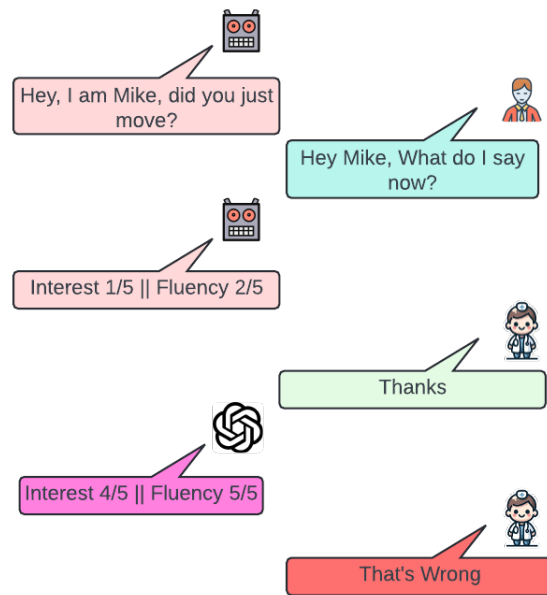 Hey, I am Mike, did you just
move?
Hey Mike, What do I say
now?
Interest 1/5 || Fluency 2/5
Thanks
Interest 4/5 || Fluency 5/5
That's Wrong